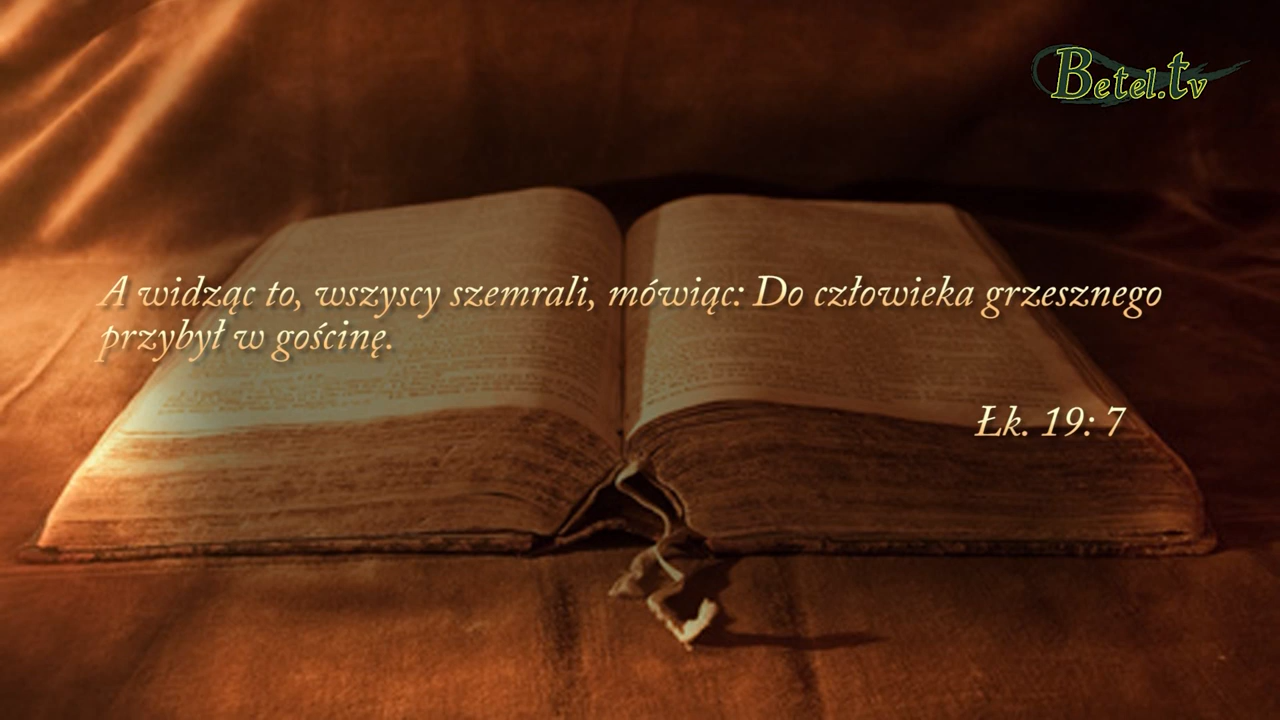 Betel.tv
A widząc to, wszyscy szemrali, mówiąc: Do człowieka grzesznego
przybył w gościnę.
Łk. 19: 7